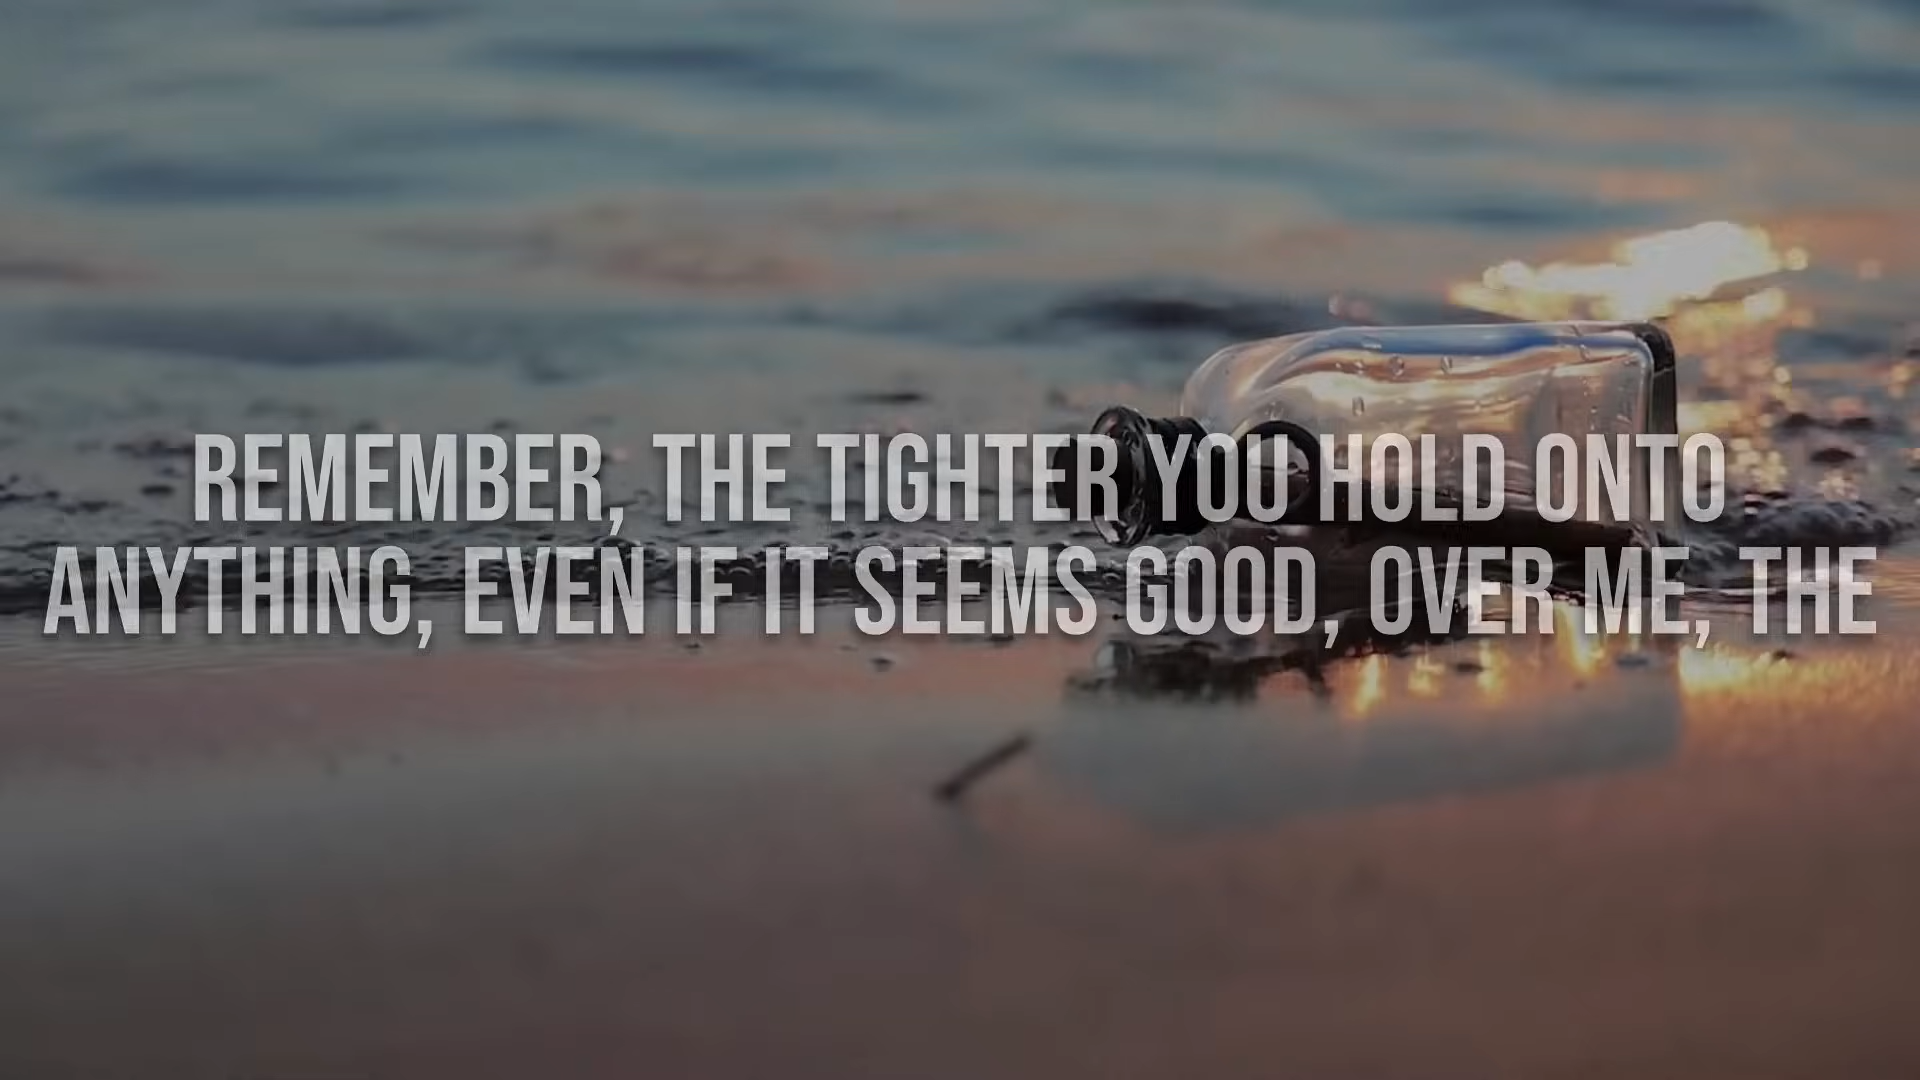 REMEMBER, THE TIGHTER YOU HOLD ONTO
ANYTHING, EVEN IF IT SEEMS GOOD, OVER ME, THE